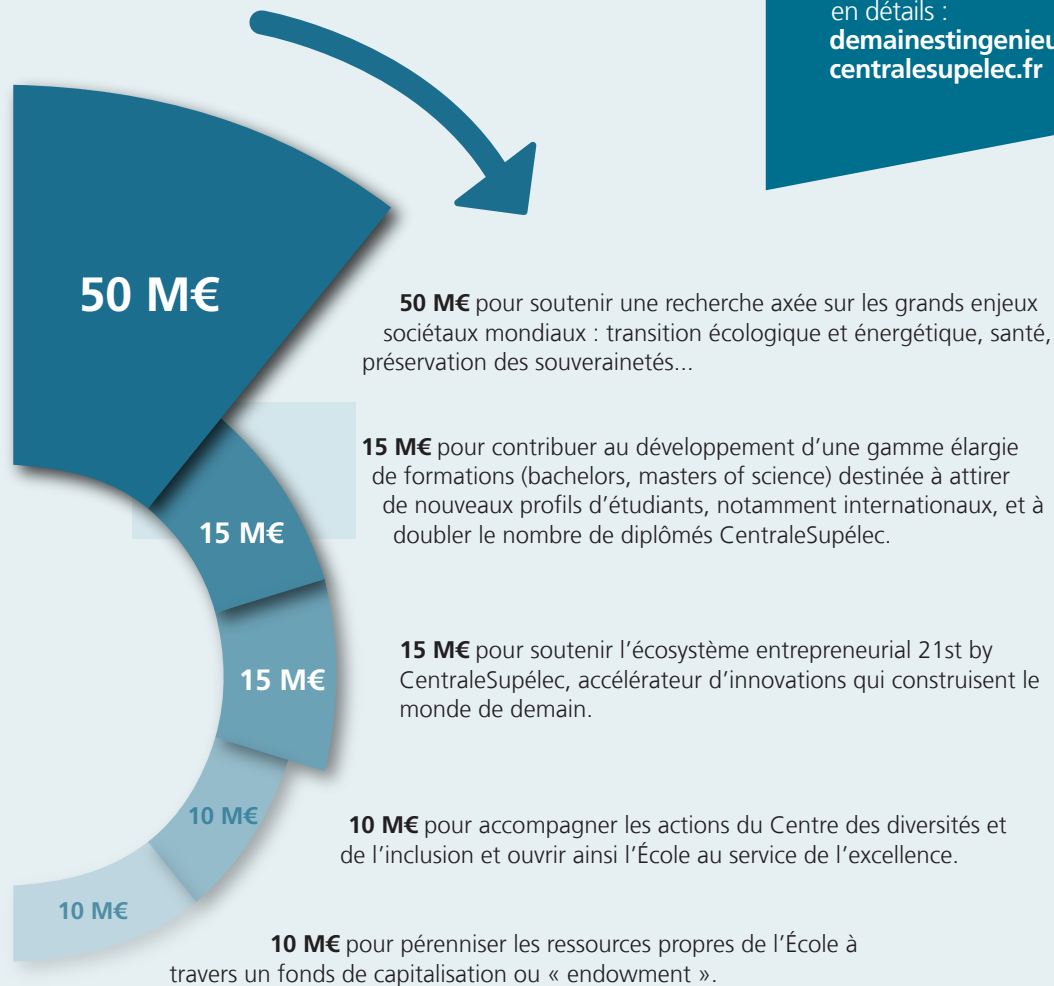 en détails :
demainestingenieu
centralesupelec.fr
50 M€
50 M€ pour soutenir une recherche axée sur les grands enjeux
sociétaux mondiaux : transition écologique et énergétique, santé,
préservation des souverainetés...
15 M€ pour contribuer au développement d’une gamme élargie
de formations (bachelors, masters of science) destinée à attirer
de nouveaux profils d’étudiants, notamment internationaux, et à
doubler le nombre de diplômés CentraleSupélec.
15 M€
15 M€ pour soutenir l’écosystème entrepreneurial 21st by
CentraleSupélec, accélérateur d’innovations qui construisent le
monde de demain.
15 M€
10 M€
10 M€ pour accompagner les actions du Centre des diversités et
de l’inclusion et ouvrir ainsi l’École au service de l’excellence.
10 M€
10 M€ pour pérenniser les ressources propres de l’École à
travers un fonds de capitalisation ou « endowment ».